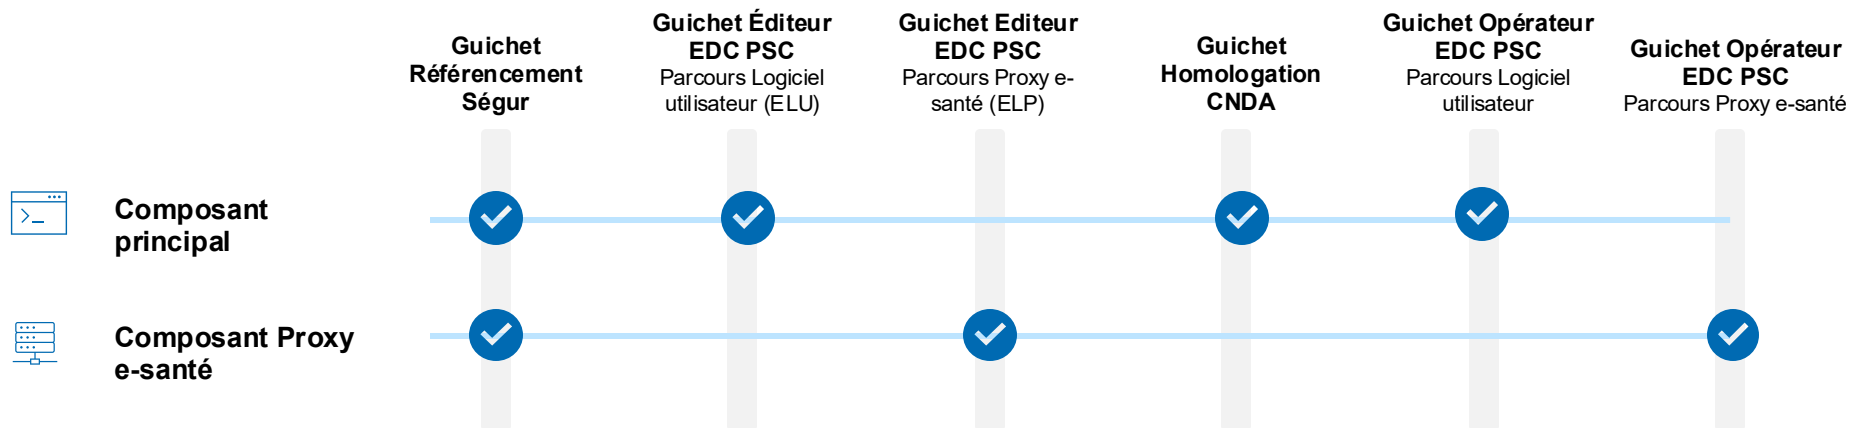 Guichet
Référencement
Ségur
Guichet Éditeur
EDC PSC
Parcours Logiciel
utilisateur (ELU)
Guichet Editeur
EDC PSC
Parcours Proxy e-
santé (ELP)
Guichet
Homologation
CNDA
Guichet Opérateur
EDC PSC
Parcours Logiciel
utilisateur
Guichet Opérateur
EDC PSC
Parcours Proxy e-santé
Composant
principal
Composant Proxy
e-santé